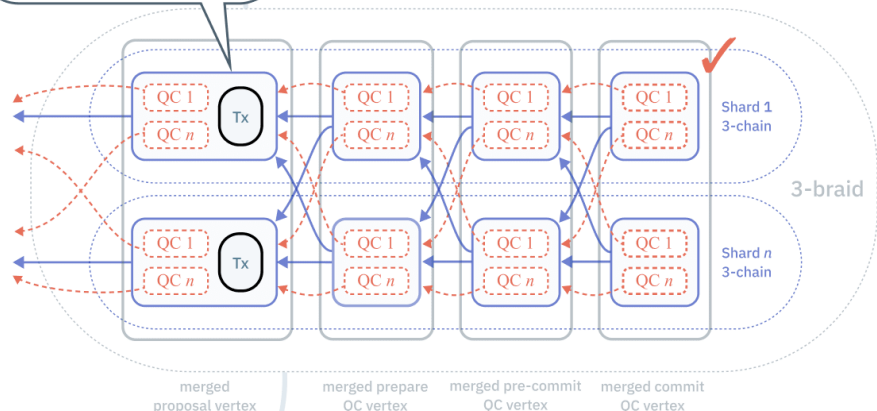 QC 1
QC n
Tx
QC 1
QC n
QC 1
QC n
QC 1
QC n
Shard 1
3-chain
3-braid
QC 1
QC n
Tx
QC 1
QC n
QC 1
QC n
QC 1
QC n
Shard n
3-chain
merged
proposal vertex
merged prepare
QC vertex
merged pre-commit
QC vertex
merged commit
QC vertex